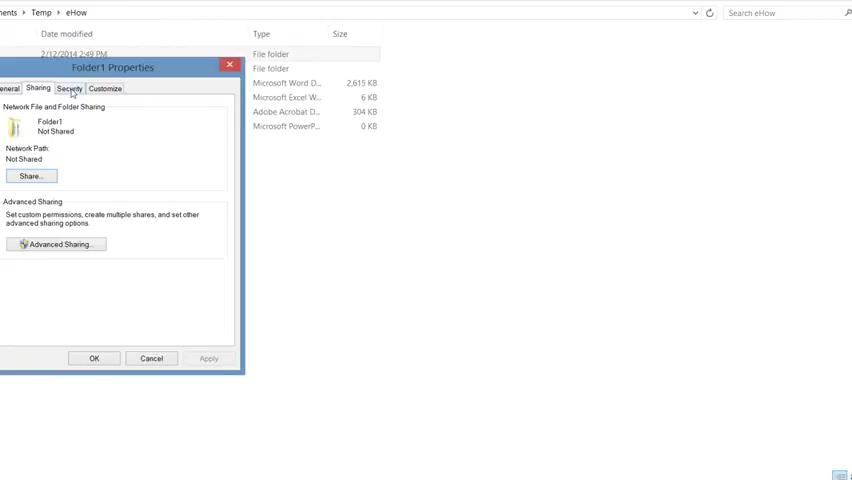 ments ▸ Temp ▸ eHow
Search eHow
Date modified Type Size
2/12/2014 2:49 PM File folder
File folder
Microsoft Word D... 2,615 KB
Microsoft Excel W... 6 KB
Adobe Acrobat D... 304 KB
Microsoft PowerP... 0 KB
Folder1 Properties
eneral Sharing Security Customize
Network File and Folder Sharing
Folder1
Not Shared
Network Path:
Not Shared
Share...
Advanced Sharing
Set custom permissions, create multiple shares, and set other
advanced sharing options.
Advanced Sharing...
OK Cancel Apply